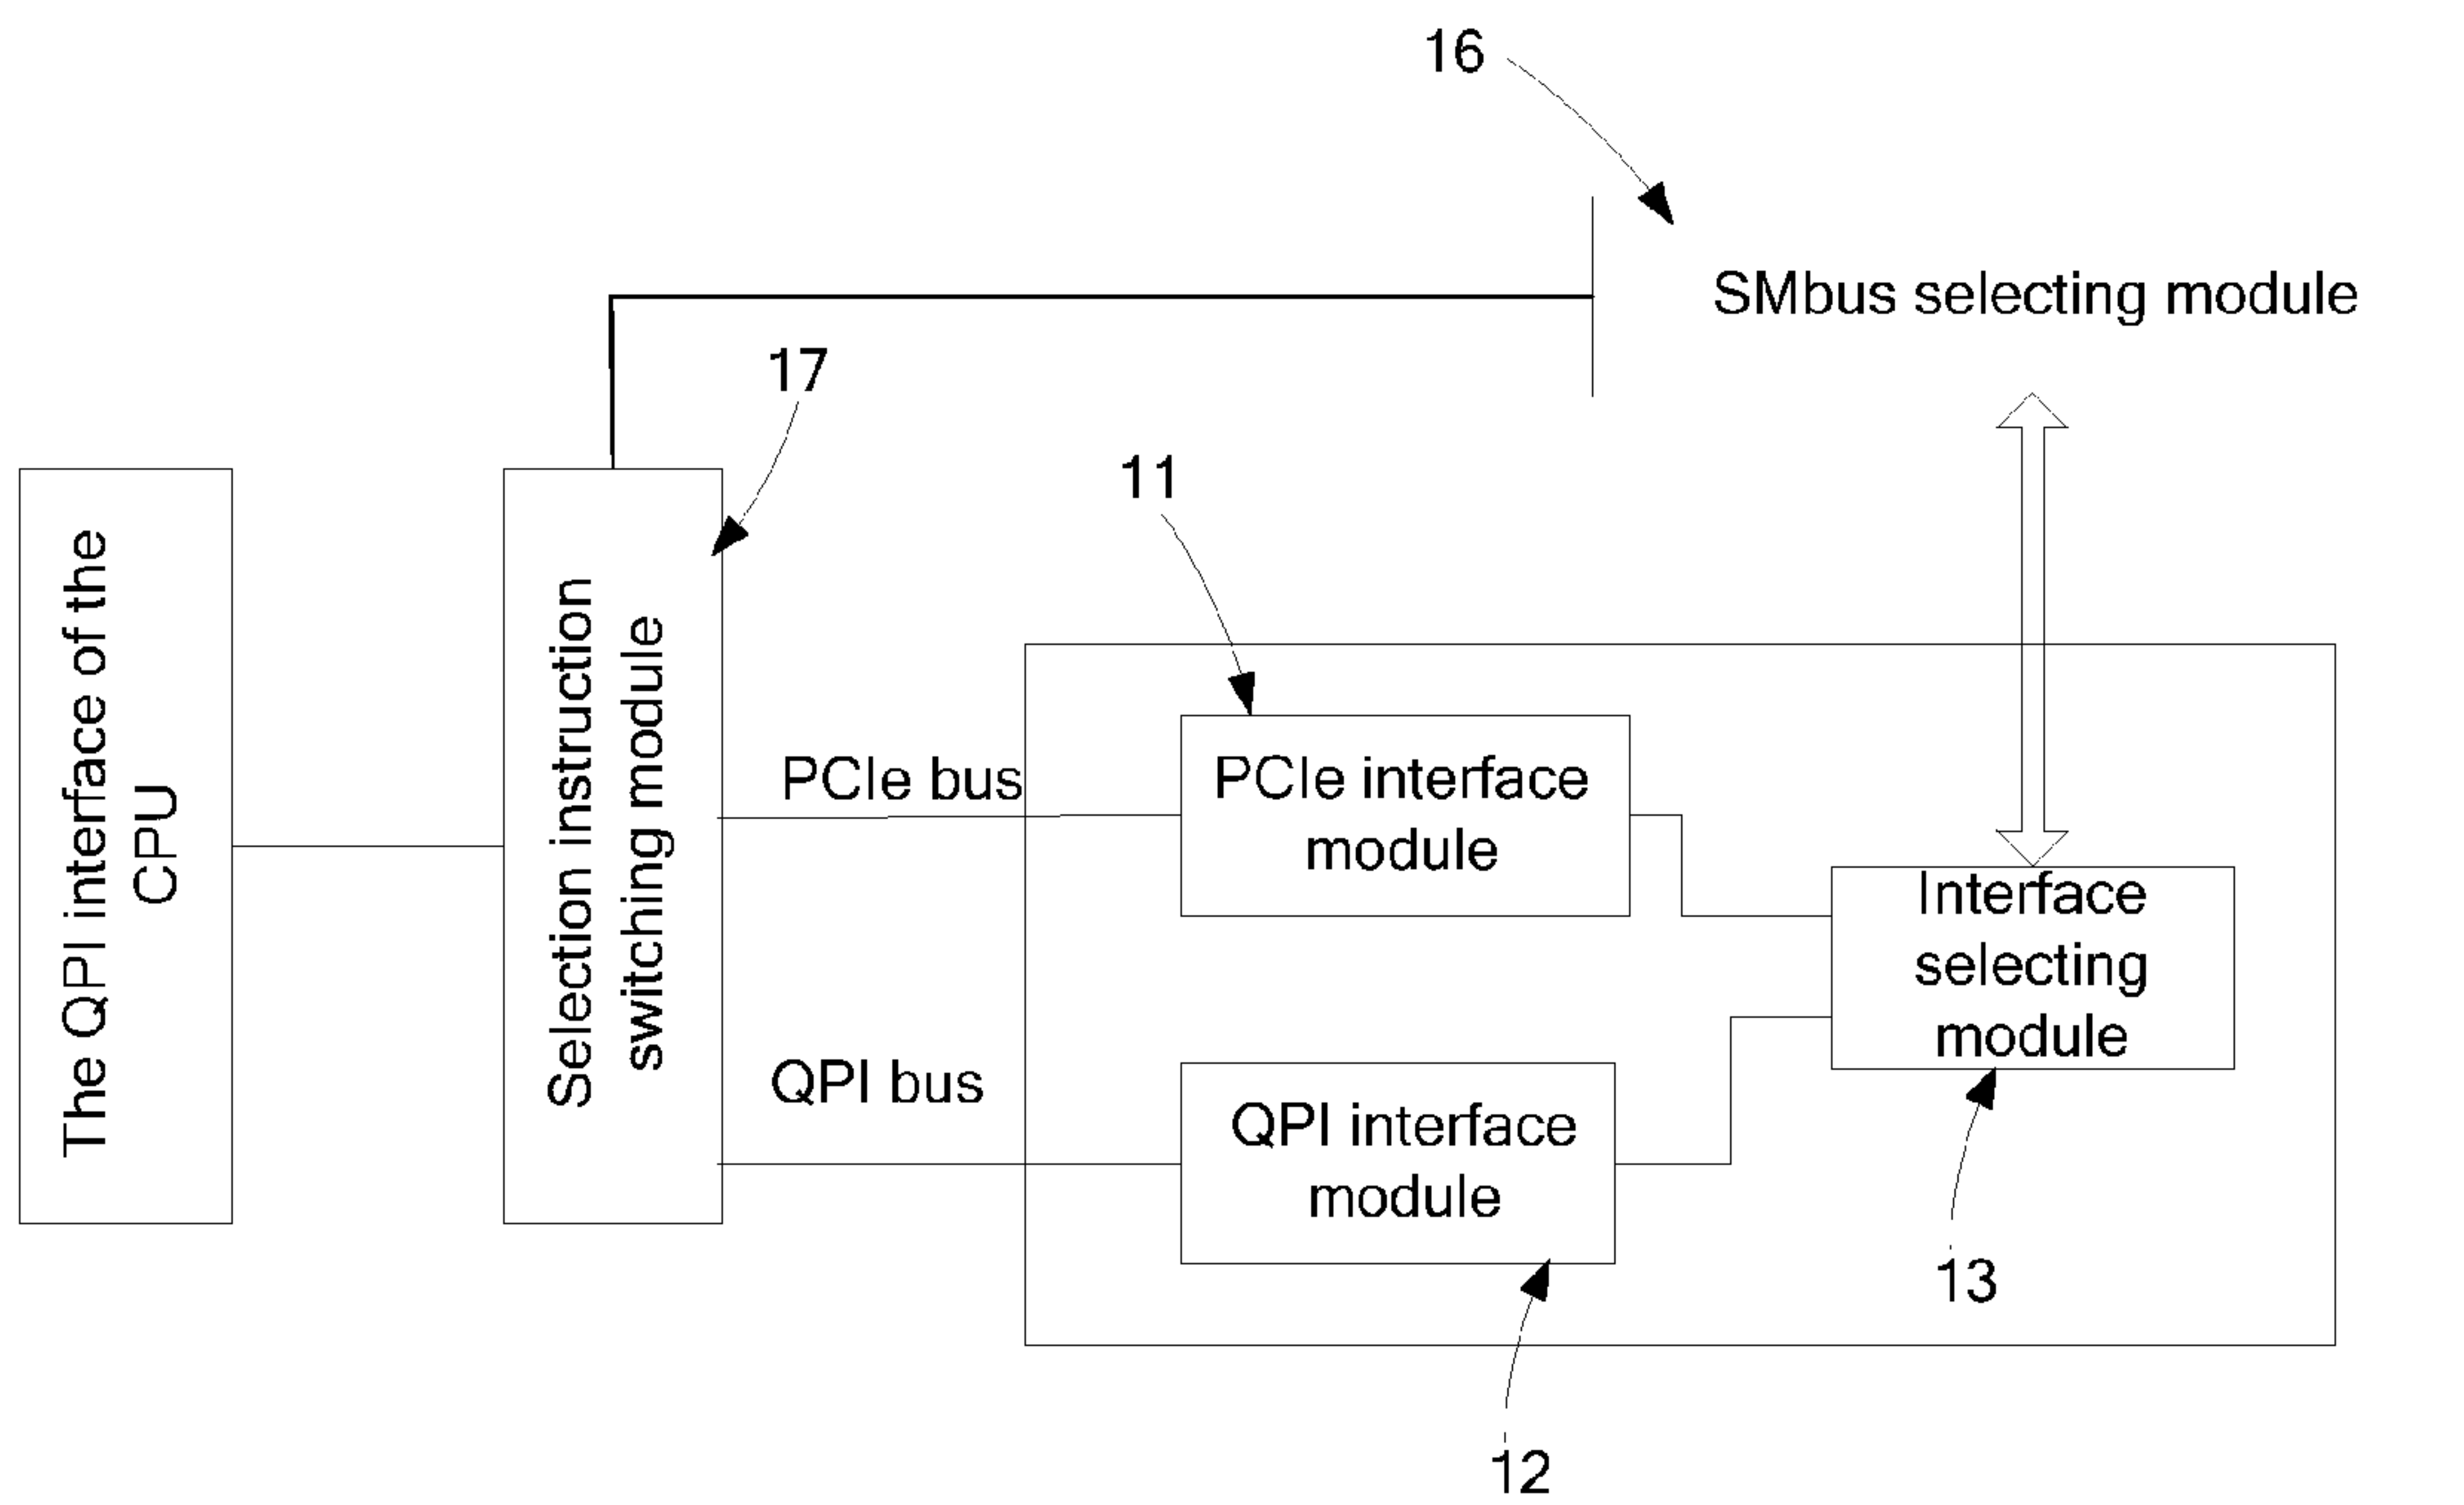 16
SMbus selecting module
17
11
The QPI interface of the
CPU
Selection instruction
switching module
PCIe bus
PCIe interface
module
Interface
selecting
module
QPI bus
QPI interface
module
13
12